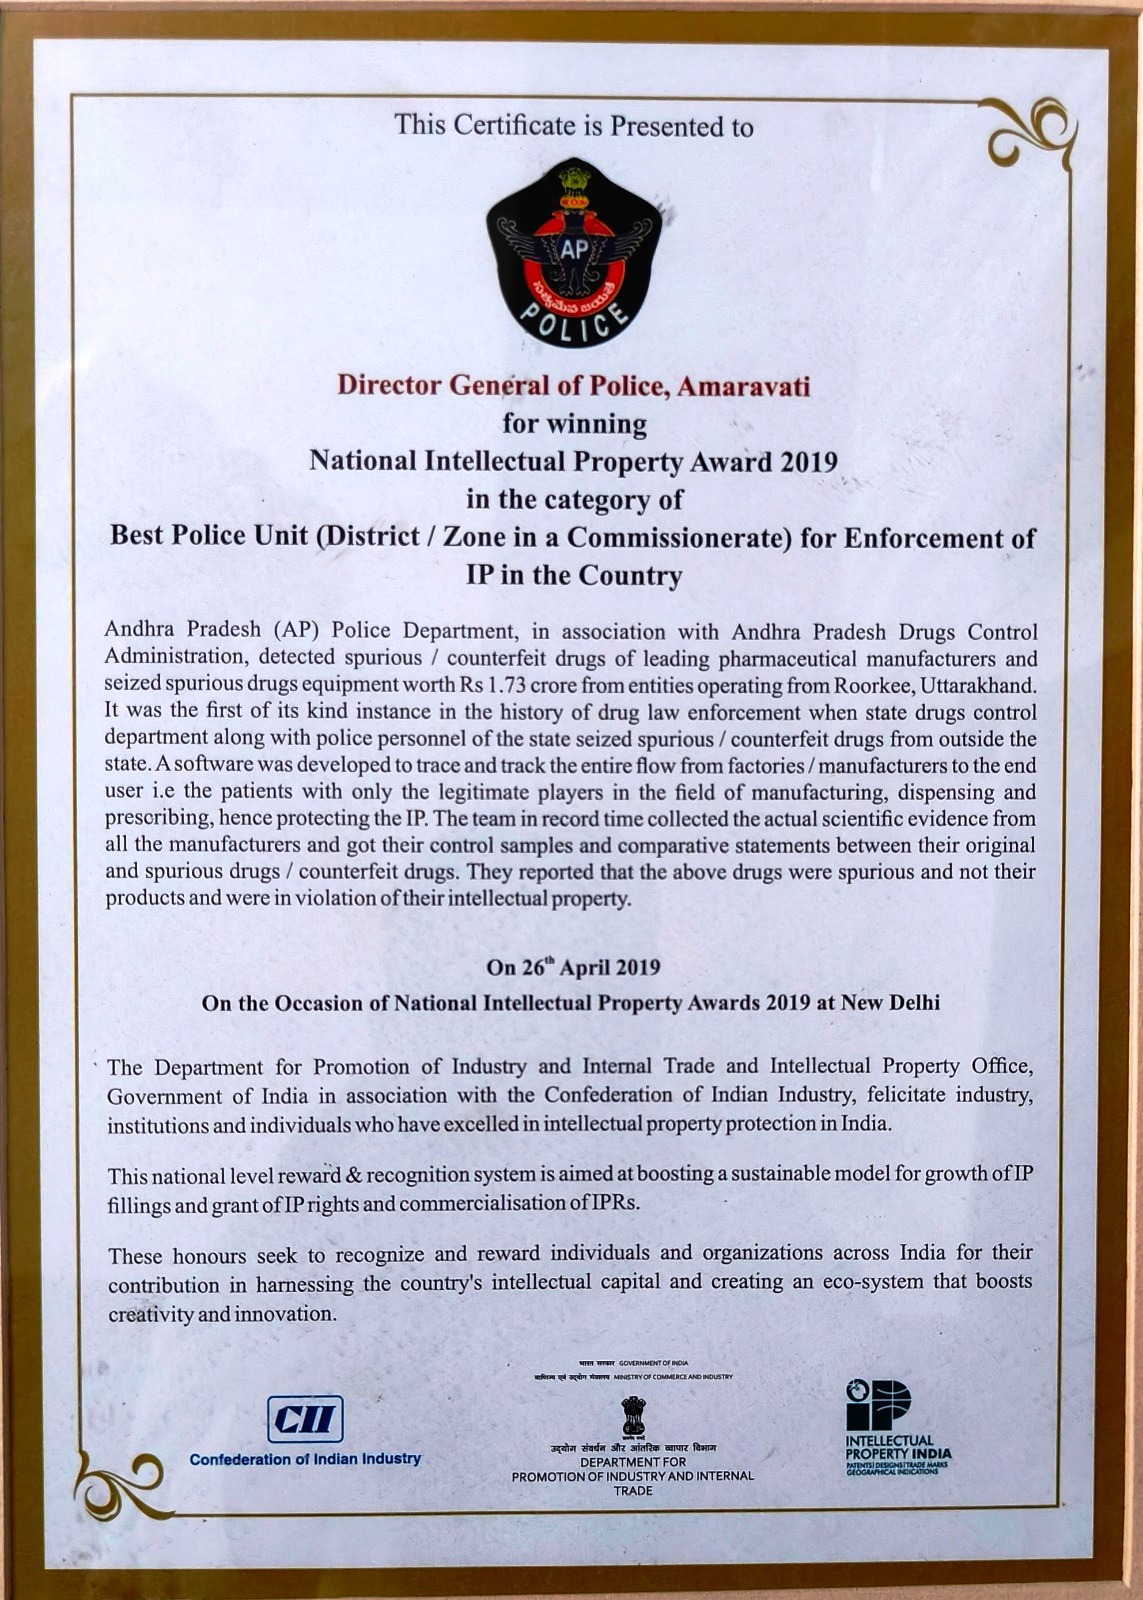 This Certificate is Presented to
AP
సత్యమేవ జయతే
POLICE
Director General of Police, Amaravati
for winning
National Intellectual Property Award 2019
in the category of
Best Police Unit (District / Zone in a Commissionerate) for Enforcement of
IP in the Country
Andhra Pradesh (AP) Police Department, in association with Andhra Pradesh Drugs Control
Administration, detected spurious / counterfeit drugs of leading pharmaceutical manufacturers and
seized spurious drugs equipment worth Rs 1.73 crore from entities operating from Roorkee, Uttarakhand.
It was the first of its kind instance in the history of drug law enforcement when state drugs control
department along with police personnel of the state seized spurious / counterfeit drugs from outside the
state. A software was developed to trace and track the entire flow from factories / manufacturers to the end
user i.e the patients with only the legitimate players in the field of manufacturing, dispensing and
prescribing, hence protecting the IP. The team in record time collected the actual scientific evidence from
all the manufacturers and got their control samples and comparative statements between their original
and spurious drugs / counterfeit drugs. They reported that the above drugs were spurious and not their
products and were in violation of their intellectual property.
On 26th April 2019
On the Occasion of National Intellectual Property Awards 2019 at New Delhi
The Department for Promotion of Industry and Internal Trade and Intellectual Property Office,
Government of India in association with the Confederation of Indian Industry, felicitate industry,
institutions and individuals who have excelled in intellectual property protection in India.
This national level reward & recognition system is aimed at boosting a sustainable model for growth of IP
fillings and grant of IP rights and commercialisation of IPRs.
These honours seek to recognize and reward individuals and organizations across India for their
contribution in harnessing the country's intellectual capital and creating an eco-system that boosts
creativity and innovation.
भारत सरकार GOVERNMENT OF INDIA
वाणिज्य एवं उद्योग मंत्रालय MINISTRY OF COMMERCE AND INDUSTRY
CII
Confederation of Indian Industry
उद्योग संवर्धन और आंतरिक व्यापार विभाग
DEPARTMENT FOR
PROMOTION OF INDUSTRY AND INTERNAL
TRADE
iP
INTELLECTUAL
PROPERTY INDIA
PATENTS|DESIGNS|TRADE MARKS
GEOGRAPHICAL INDICATIONS